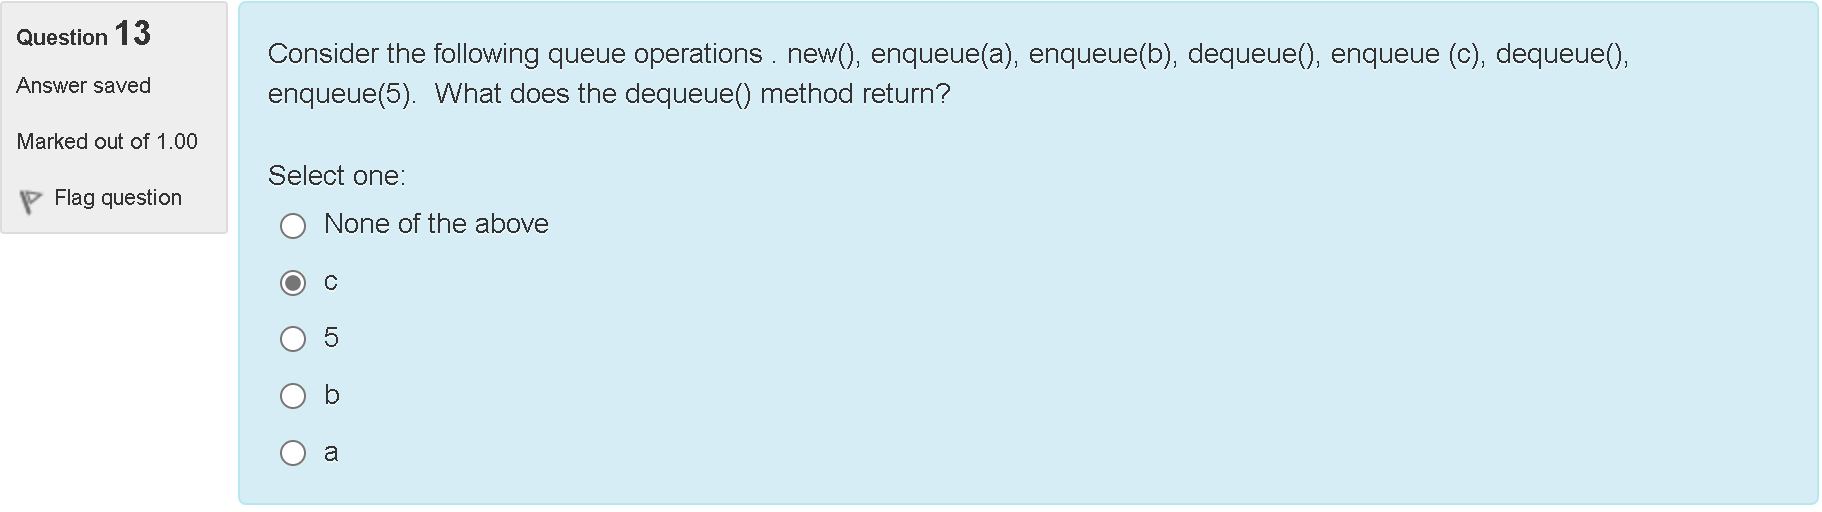 Question 13
Answer saved
Marked out of 1.00
Flag question
Consider the following queue operations . new(), enqueue(a), enqueue(b), dequeue(), enqueue (c), dequeue(),
enqueue(5).  What does the dequeue() method return?
Select one:
None of the above
c
5
b
a